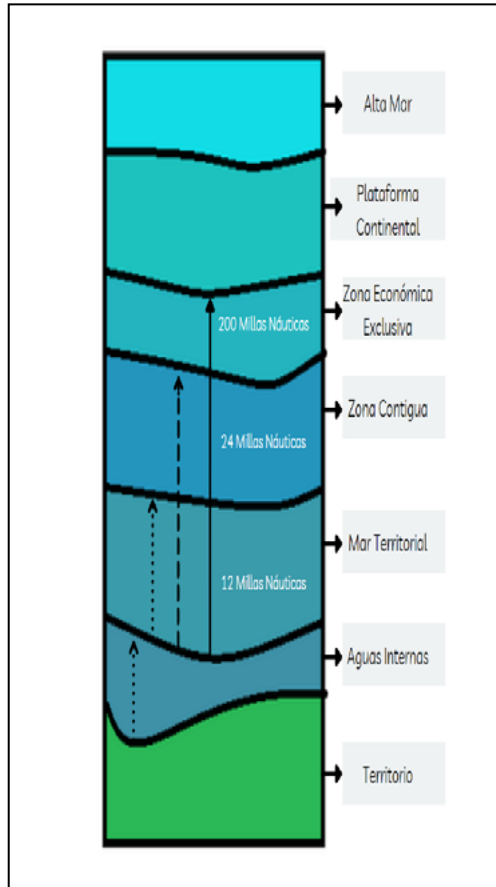 Alta Mar
Plataforma
Continental
Zona Económica
Exclusiva
200 Millas Náuticas
Zona Contigua
24 Millas Náuticas
Mar Territorial
12 Millas Náuticas
Aguas Internas
Territorio